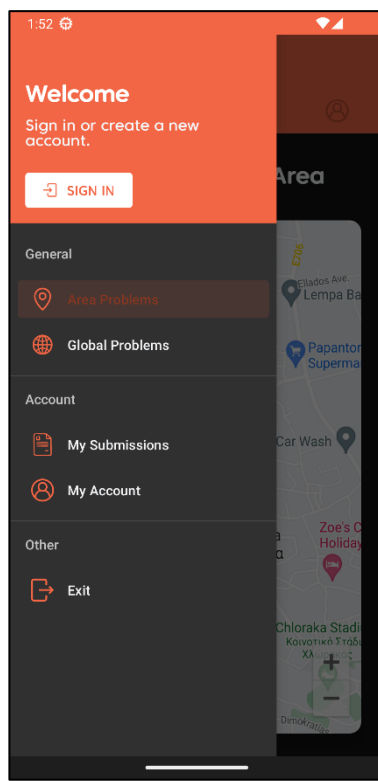 1:52
Welcome
Sign in or create a new
account.
SIGN IN
Area
General
Area Problems
Global Problems
Account
My Submissions
My Account
Other
Exit
E706
Ellados Ave.
Lempa Ba
Papanton
Superma
Car Wash
Zoe's C
Holiday
α
Chloraka Stadi
Κοινοτικό Στάδι
+
−
Dimokratias